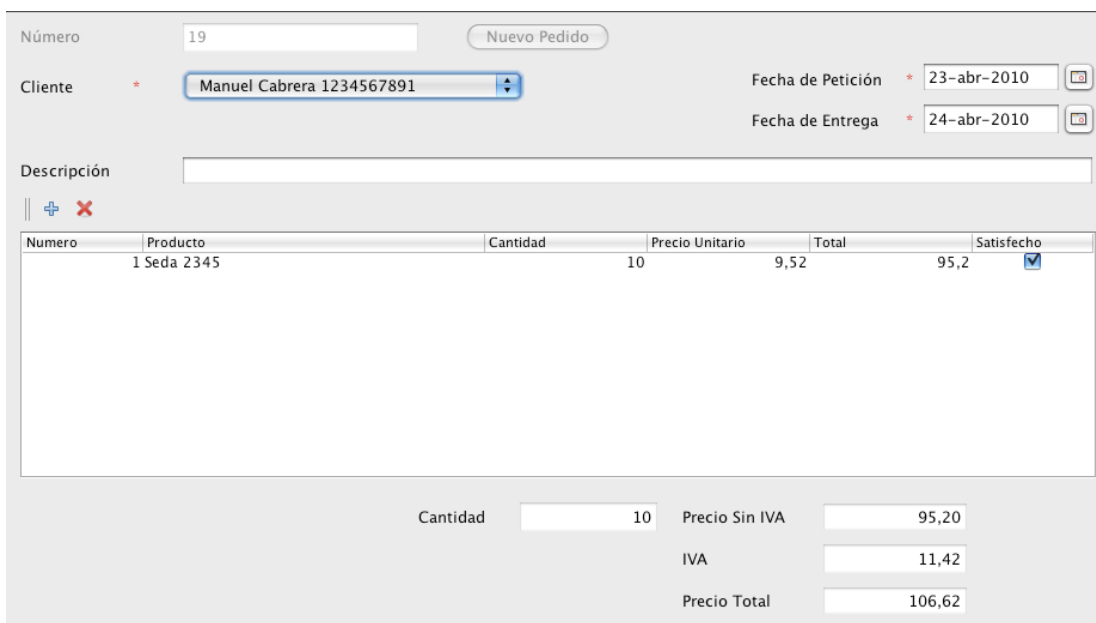 Número 19 Nuevo Pedido
Cliente * Manuel Cabrera 1234567891 Fecha de Petición * 23-abr-2010
Fecha de Entrega * 24-abr-2010
Descripción
Numero Producto Cantidad Precio Unitario Total Satisfecho
1 Seda 2345 10 9,52 95,2
Cantidad 10 Precio Sin IVA 95,20
IVA 11,42
Precio Total 106,62